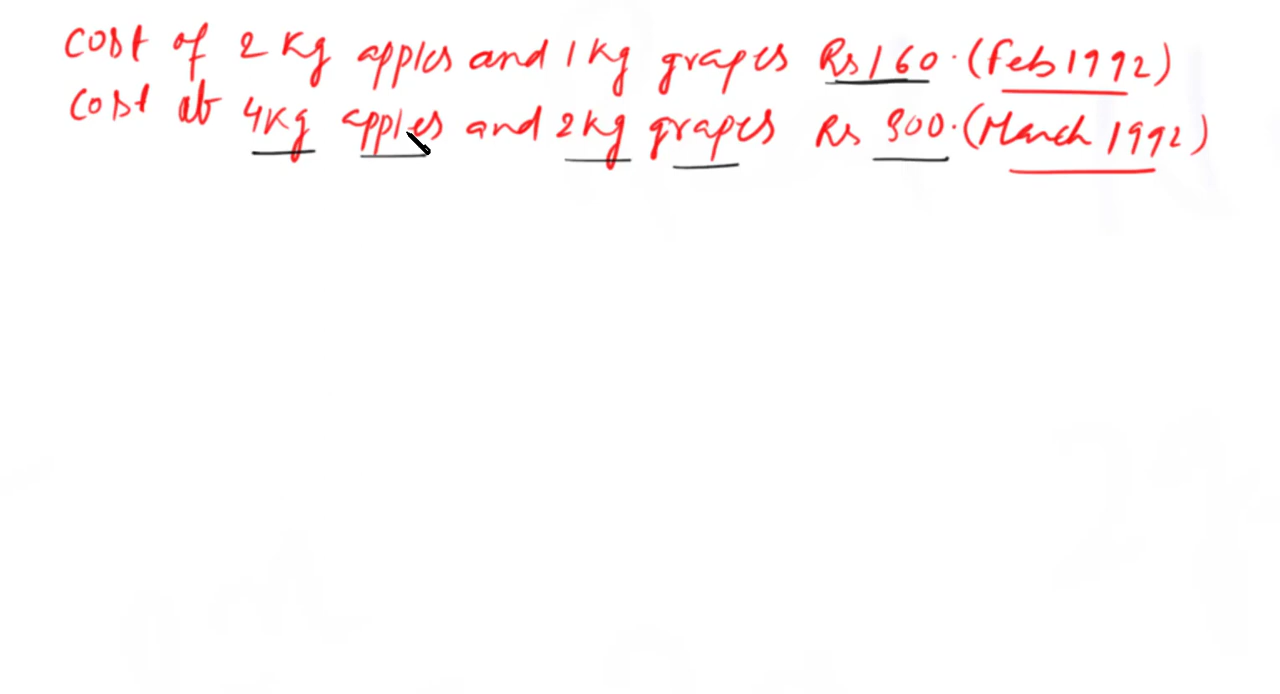 Cost of 2 Kg apples and 1 Kg grapes Rs 160. (Feb 1992)
Cost of 4 Kg apples and 2 Kg grapes Rs 300. (March 1992)